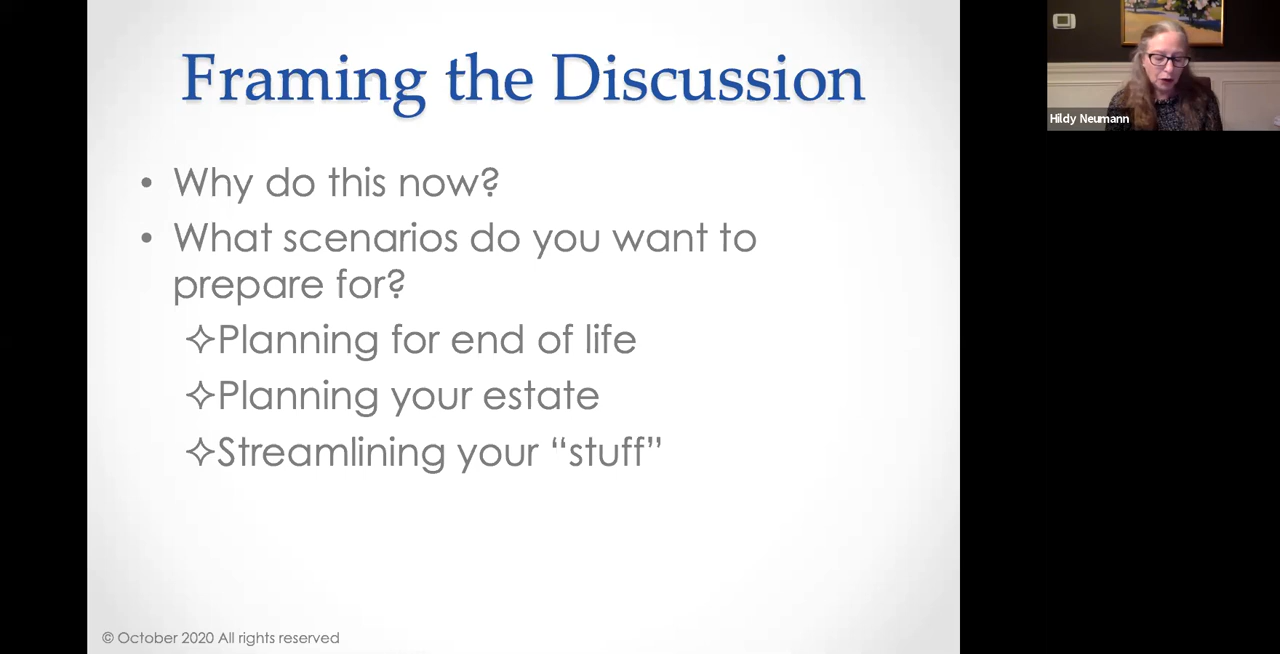 Framing the Discussion
• Why do this now?
• What scenarios do you want to
prepare for?
✧Planning for end of life
✧Planning your estate
✧Streamlining your “stuff”
© October 2020 All rights reserved
Hildy Neumann